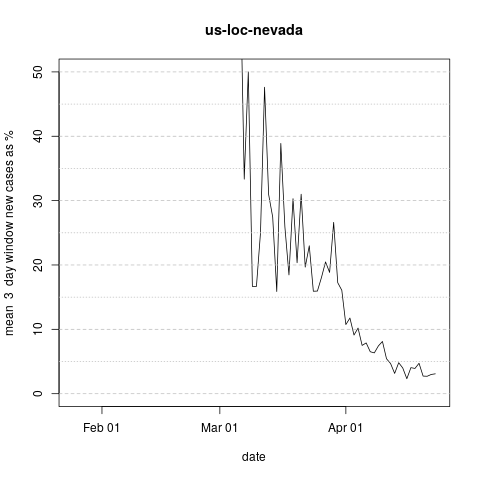 us-loc-nevada
mean 3 day window new cases as %
50
40
30
20
10
0
Feb 01
Mar 01
Apr 01
date